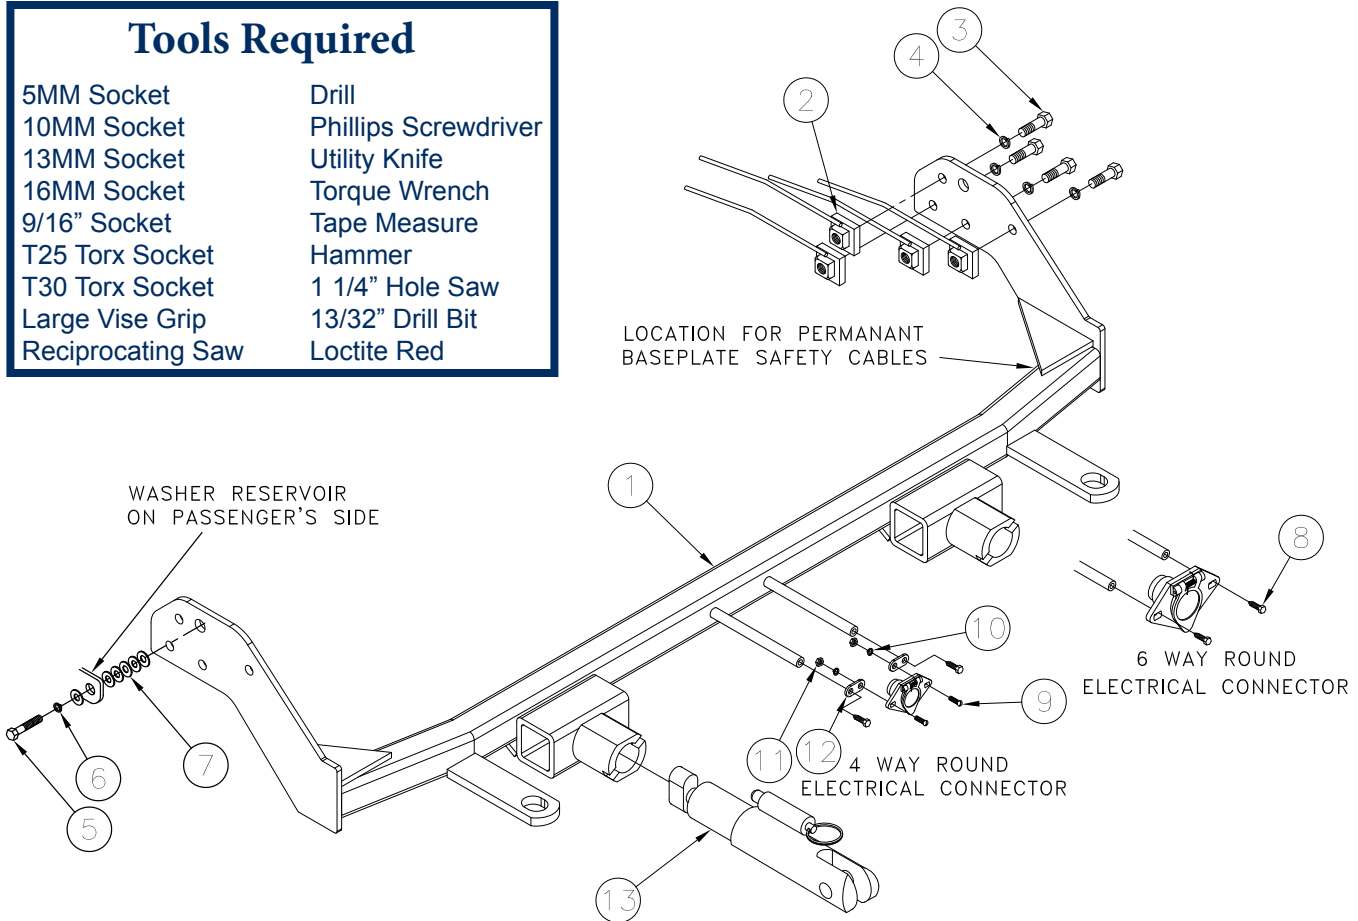 Tools Required
5MM Socket
10MM Socket
13MM Socket
16MM Socket
9/16” Socket
T25 Torx Socket
T30 Torx Socket
Large Vise Grip
Reciprocating Saw
Drill
Phillips Screwdriver
Utility Knife
Torque Wrench
Tape Measure
Hammer
1 1/4” Hole Saw
13/32” Drill Bit
Loctite Red
3
4
2
LOCATION FOR PERMANANT
BASEPLATE SAFETY CABLES
1
WASHER RESERVOIR
ON PASSENGER'S SIDE
8
10
6 WAY ROUND
ELECTRICAL CONNECTOR
9
11
12
4 WAY ROUND
ELECTRICAL CONNECTOR
7
6
5
13